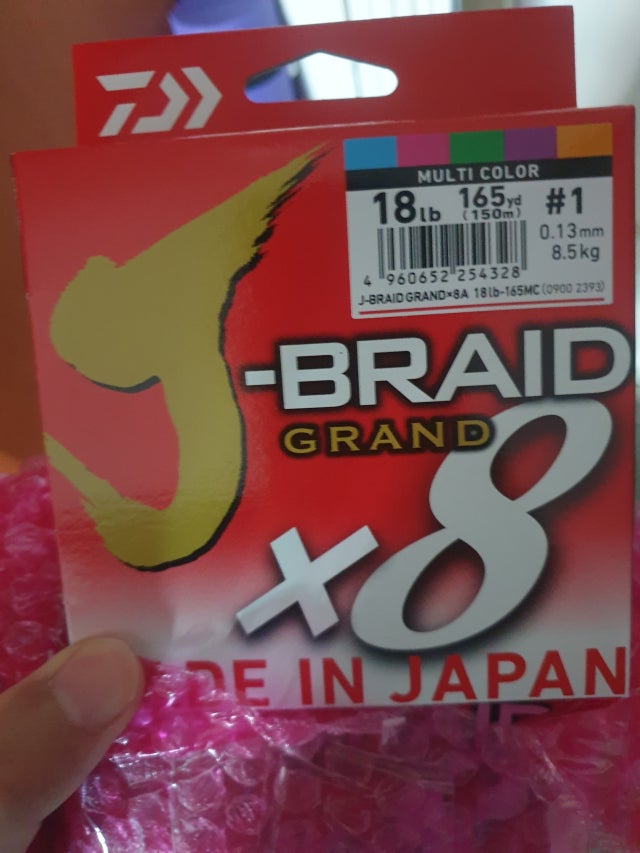 MULTI COLOR
18lb 165yd (150m) #1
0.13mm
8.5kg
4 960652 254328
J-BRAID GRAND×8A 18lb-165MC (0900 2393)
J-BRAID
GRAND
×8
DE IN JAPAN